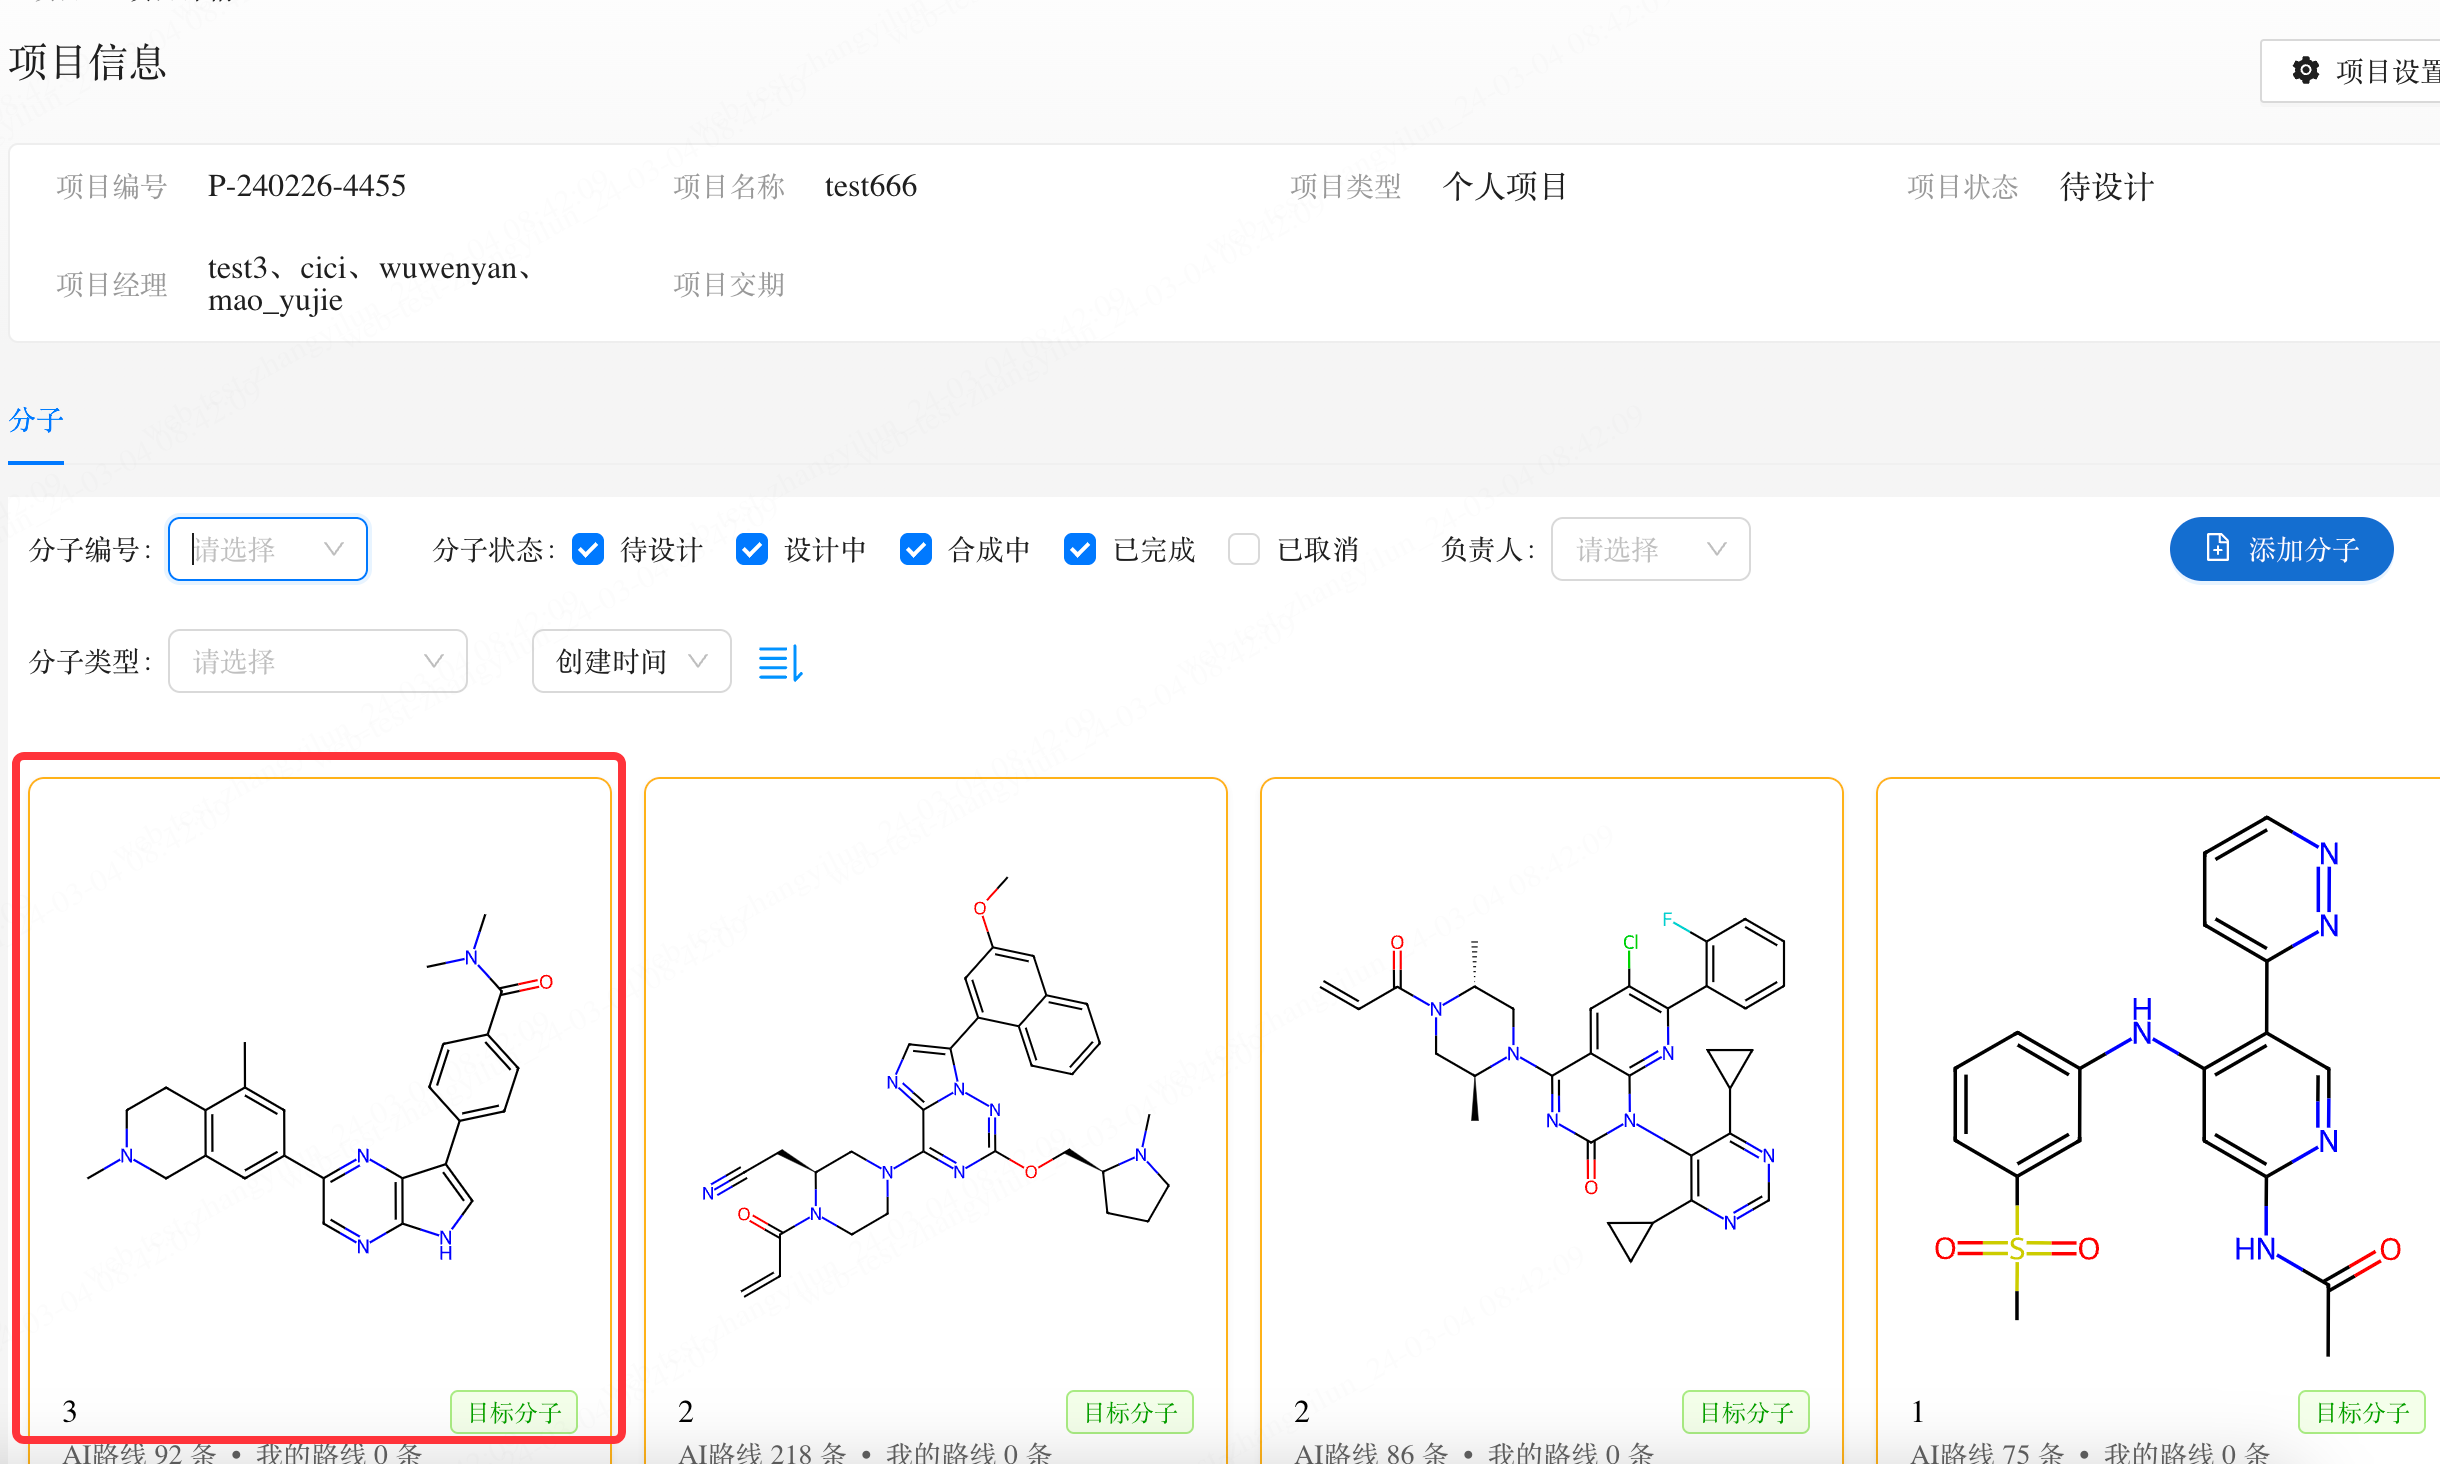 项目信息
项目设置
项目编号 P-240226-4455 项目名称 test666 项目类型 个人项目 项目状态 待设计
项目经理 test3、cici、wuwenyan、mao_yujie 项目交期
分子
分子编号: 请选择 分子状态: 待设计 设计中 合成中 已完成 已取消 负责人: 请选择 添加分子
分子类型: 请选择 创建时间
N
O
N
N
N
N
H
O
N
N
N
N
N
N
O
N
N
N
O
O
N
N
Cl
F
N
N
N
O
N
N
N
N
H
N
N
O
S
O
HN
O
3 目标分子
AI路线 92 条 • 我的路线 0 条
2 目标分子
AI路线 218 条 • 我的路线 0 条
2 目标分子
AI路线 86 条 • 我的路线 0 条
1 目标分子
AI路线 75 条 • 我的路线 0 条